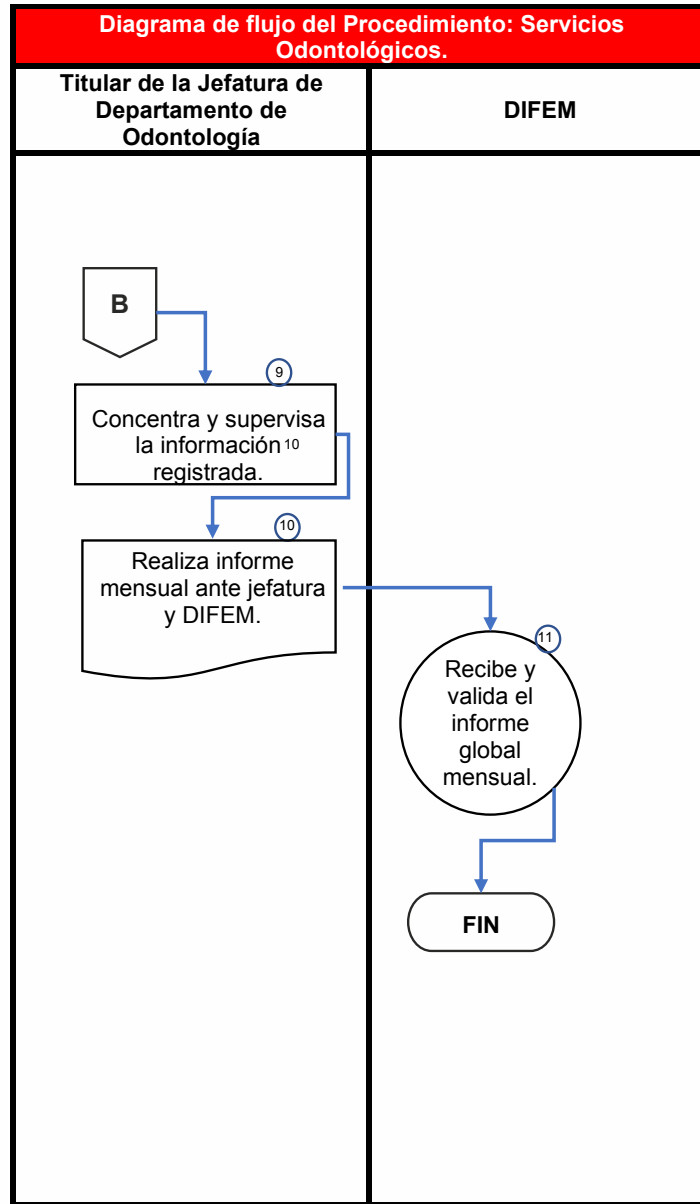 Diagrama de flujo del Procedimiento: Servicios
Odontológicos.
Titular de la Jefatura de
Departamento de
Odontología
DIFEM
B
9
Concentra y supervisa
la información 10
registrada.
10
Realiza informe
mensual ante jefatura
y DIFEM.
11
Recibe y
valida el
informe
global
mensual.
FIN